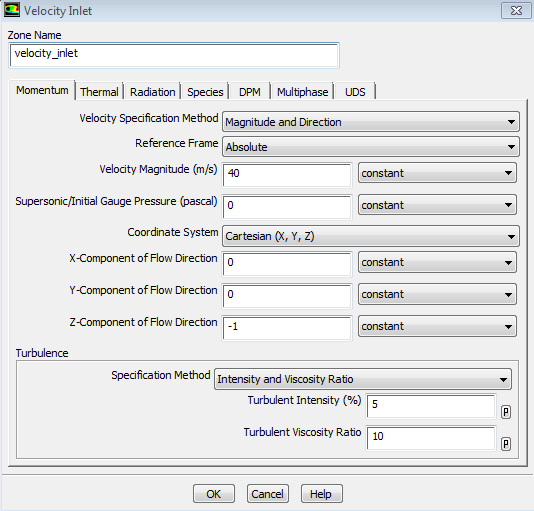 Velocity Inlet
Zone Name
velocity_inlet
Momentum Thermal Radiation Species DPM Multiphase UDS
Velocity Specification Method Magnitude and Direction
Reference Frame Absolute
Velocity Magnitude (m/s) 40 constant
Supersonic/Initial Gauge Pressure (pascal) 0 constant
Coordinate System Cartesian (X, Y, Z)
X-Component of Flow Direction 0 constant
Y-Component of Flow Direction 0 constant
Z-Component of Flow Direction -1 constant
Turbulence
Specification Method Intensity and Viscosity Ratio
Turbulent Intensity (%) 5 P
Turbulent Viscosity Ratio 10 P
OK Cancel Help